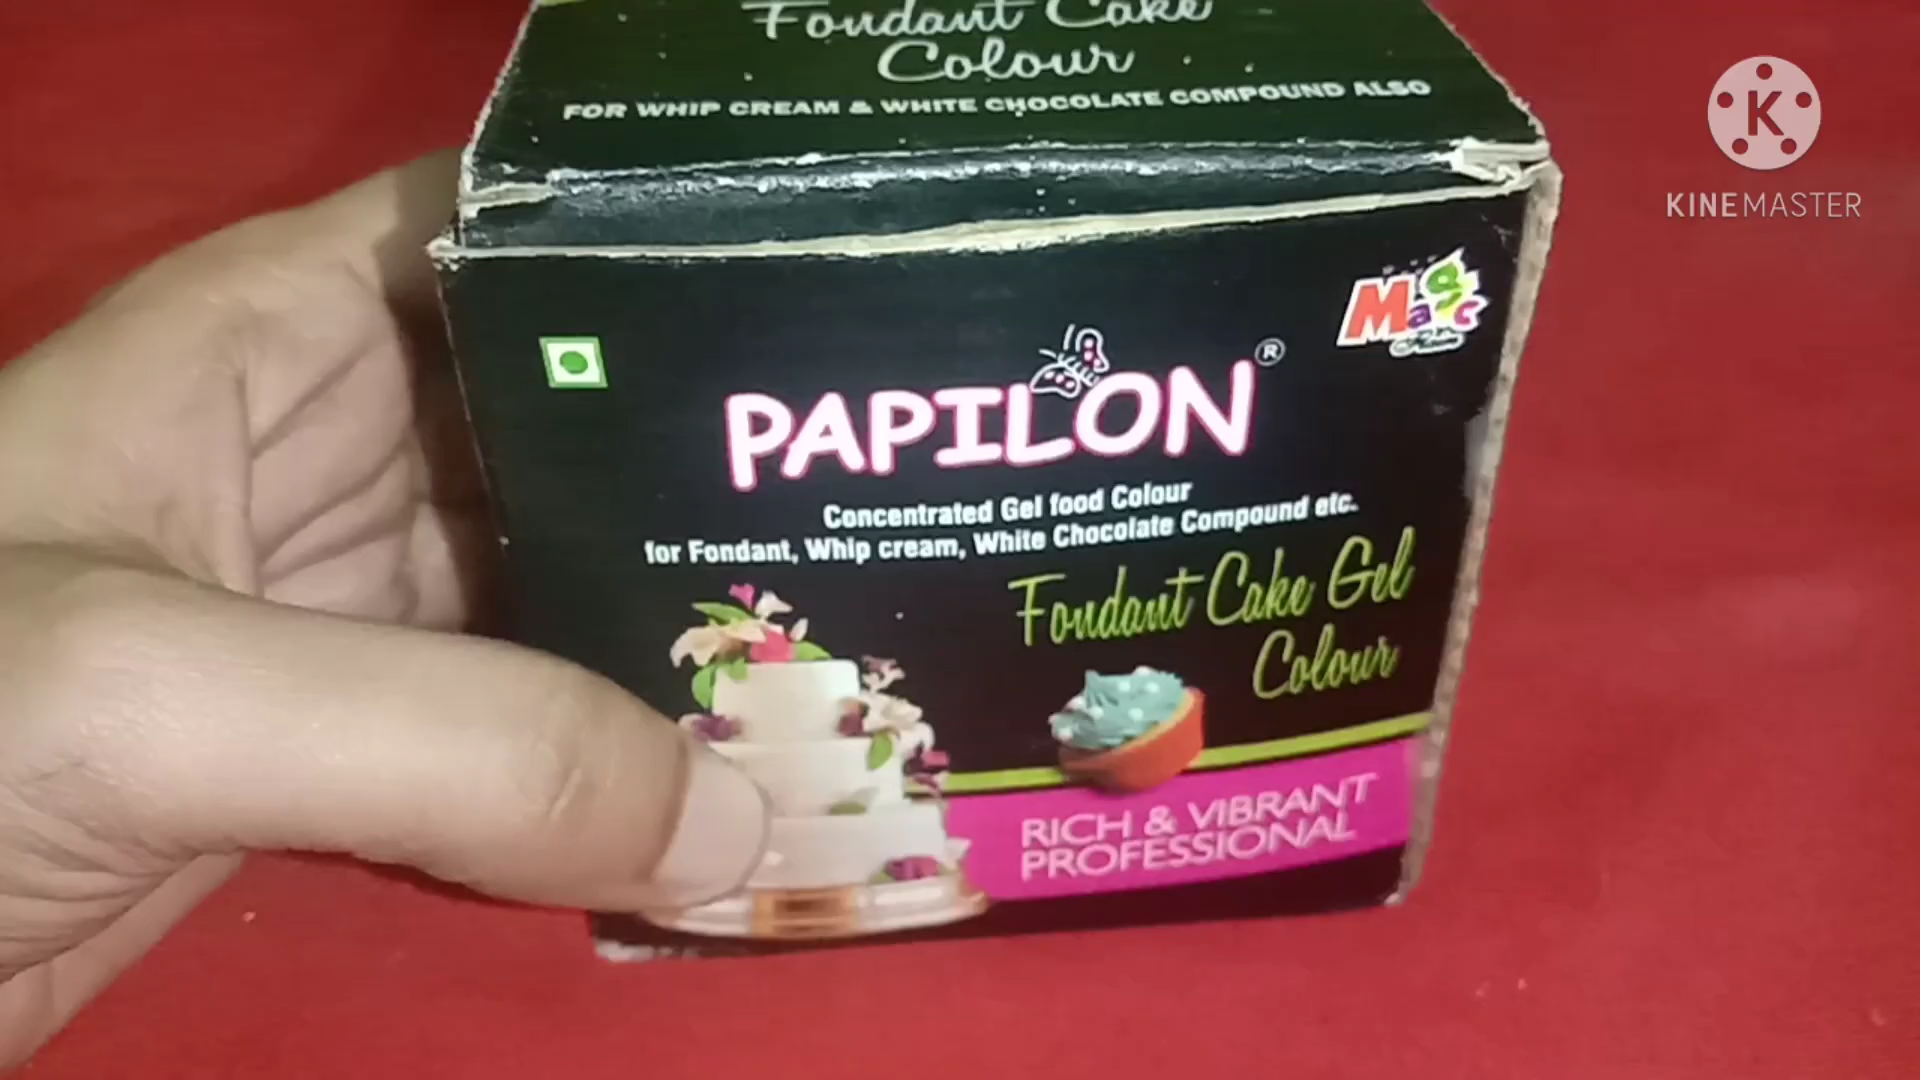 Fondant Cake
Colour
FOR WHIP CREAM & WHITE CHOCOLATE COMPOUND ALSO
K
KINEMASTER
Magic
PAPILON ®
Concentrated Gel food Colour
for Fondant, Whip cream, White Chocolate Compound etc.
Fondant Cake Gel
Colour
RICH & VIBRANT
PROFESSIONAL